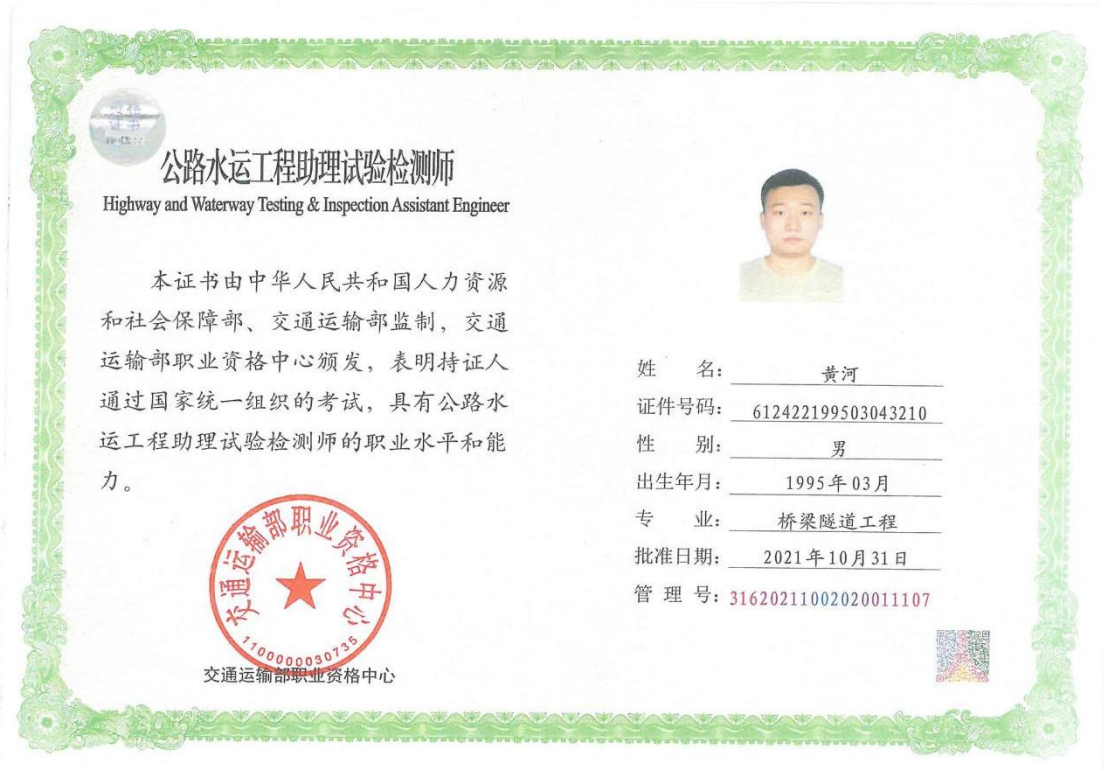 公路水运工程助理试验检测师
Highway and Waterway Testing & Inspection Assistant Engineer
本证书由中华人民共和国人力资源
和社会保障部、交通运输部监制，交通
运输部职业资格中心颁发，表明持证人
通过国家统一组织的考试，具有公路水
运工程助理试验检测师的职业水平和能
力。
交通运输部职业资格中心
1100000030735
交通运输部职业资格中心
姓 名：黄河
证件号码：612422199503043210
性 别：男
出生年月：1995年03月
专 业：桥梁隧道工程
批准日期：2021年10月31日
管 理 号：31620211002020011107